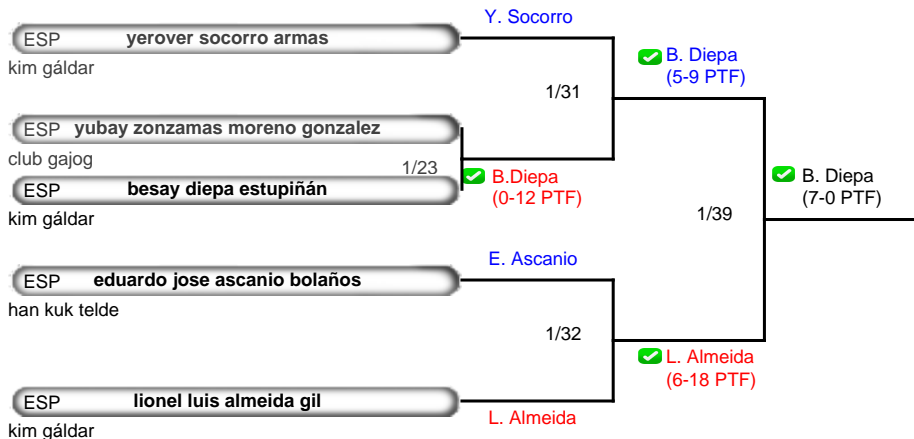 Y. Socorro
ESP yerover socorro armas
kim gáldar
B. Diepa
(5-9 PTF)
1/31
ESP yubay zonzamas moreno gonzalez
club gajog
1/23
B.Diepa
(0-12 PTF)
ESP besay diepa estupiñán
kim gáldar
B. Diepa
(7-0 PTF)
1/39
E. Ascanio
ESP eduardo jose ascanio bolaños
han kuk telde
1/32
L. Almeida
(6-18 PTF)
ESP lionel luis almeida gil
L. Almeida
kim gáldar